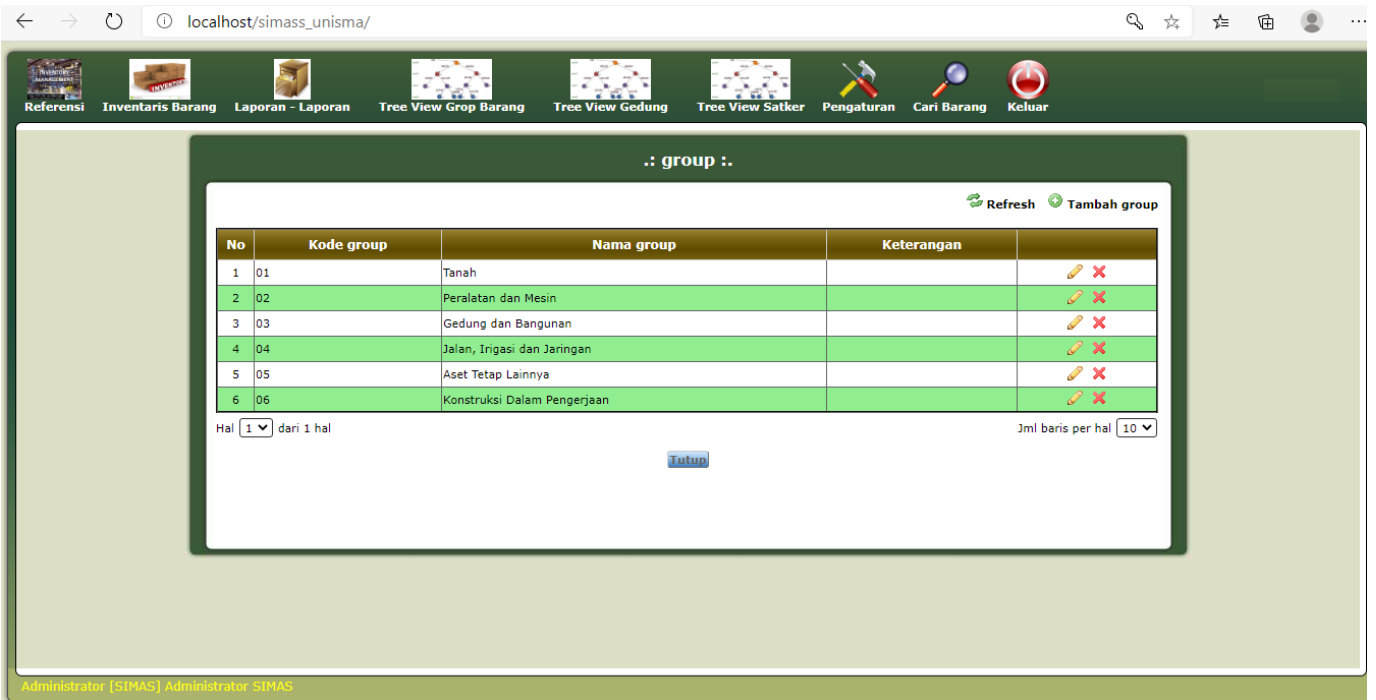 localhost/simass_unisma/
INVENTORY
MANAGEMENT
Referensi Inventaris Barang Laporan - Laporan Tree View Grop Barang Tree View Gedung Tree View Satker Pengaturan Cari Barang Keluar
.: group :.
Refresh Tambah group
No Kode group Nama group Keterangan
1 01 Tanah
2 02 Peralatan dan Mesin
3 03 Gedung dan Bangunan
4 04 Jalan, Irigasi dan Jaringan
5 05 Aset Tetap Lainnya
6 06 Konstruksi Dalam Pengerjaan
Hal 1 dari 1 hal Jml baris per hal 10
Tutup
Administrator [SIMAS] Administrator SIMAS